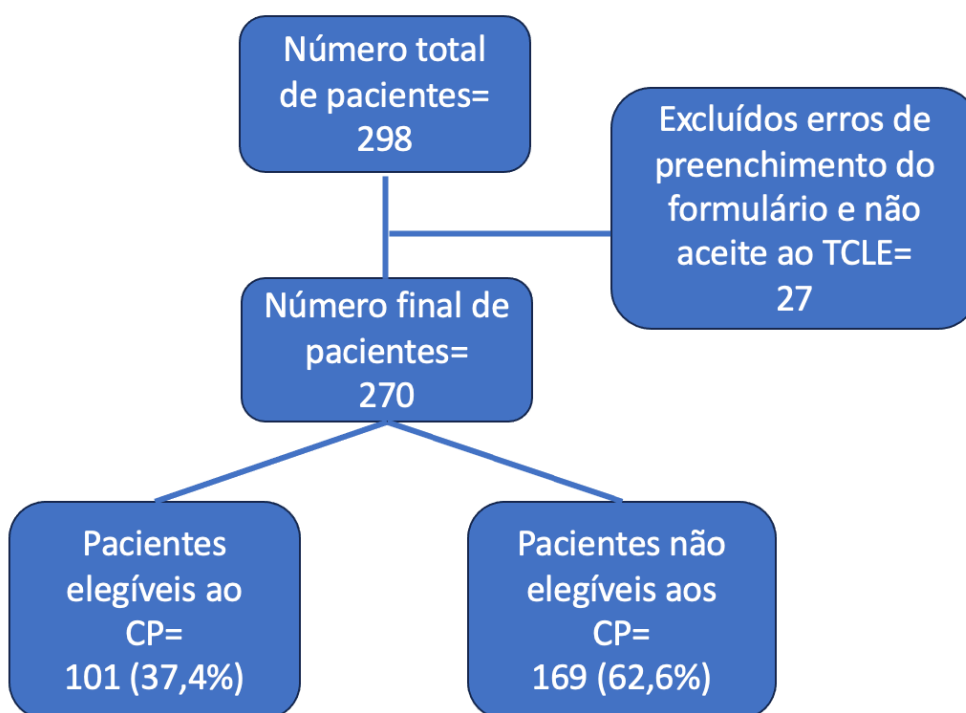 Número total
de pacientes=
298
Excluídos erros de
preenchimento do
formulário e não
aceite ao TCLE=
27
Número final de
pacientes=
270
Pacientes
elegíveis ao
CP=
101 (37,4%)
Pacientes não
elegíveis aos
CP=
169 (62,6%)